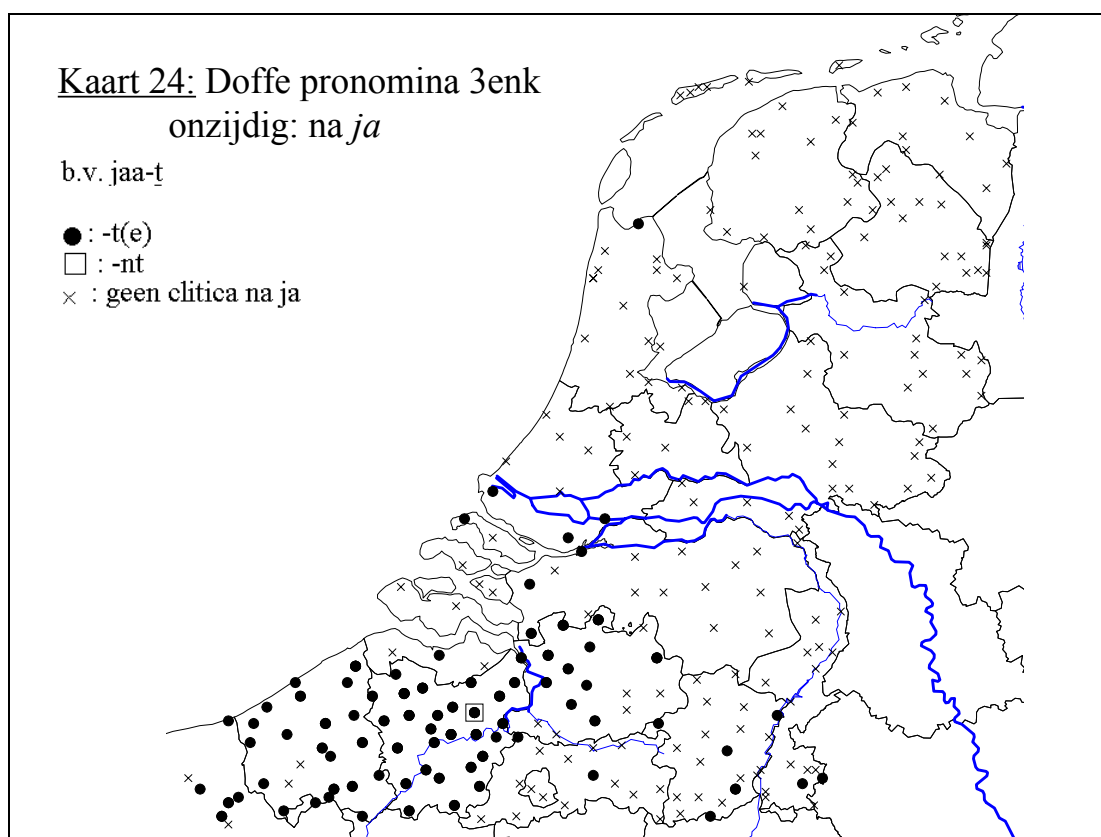 Kaart 24: Doffe pronomina 3enk
onzijdig: na ja
b.v. jaa-t
● : -t(e)
□ : -nt
× : geen clitica na ja